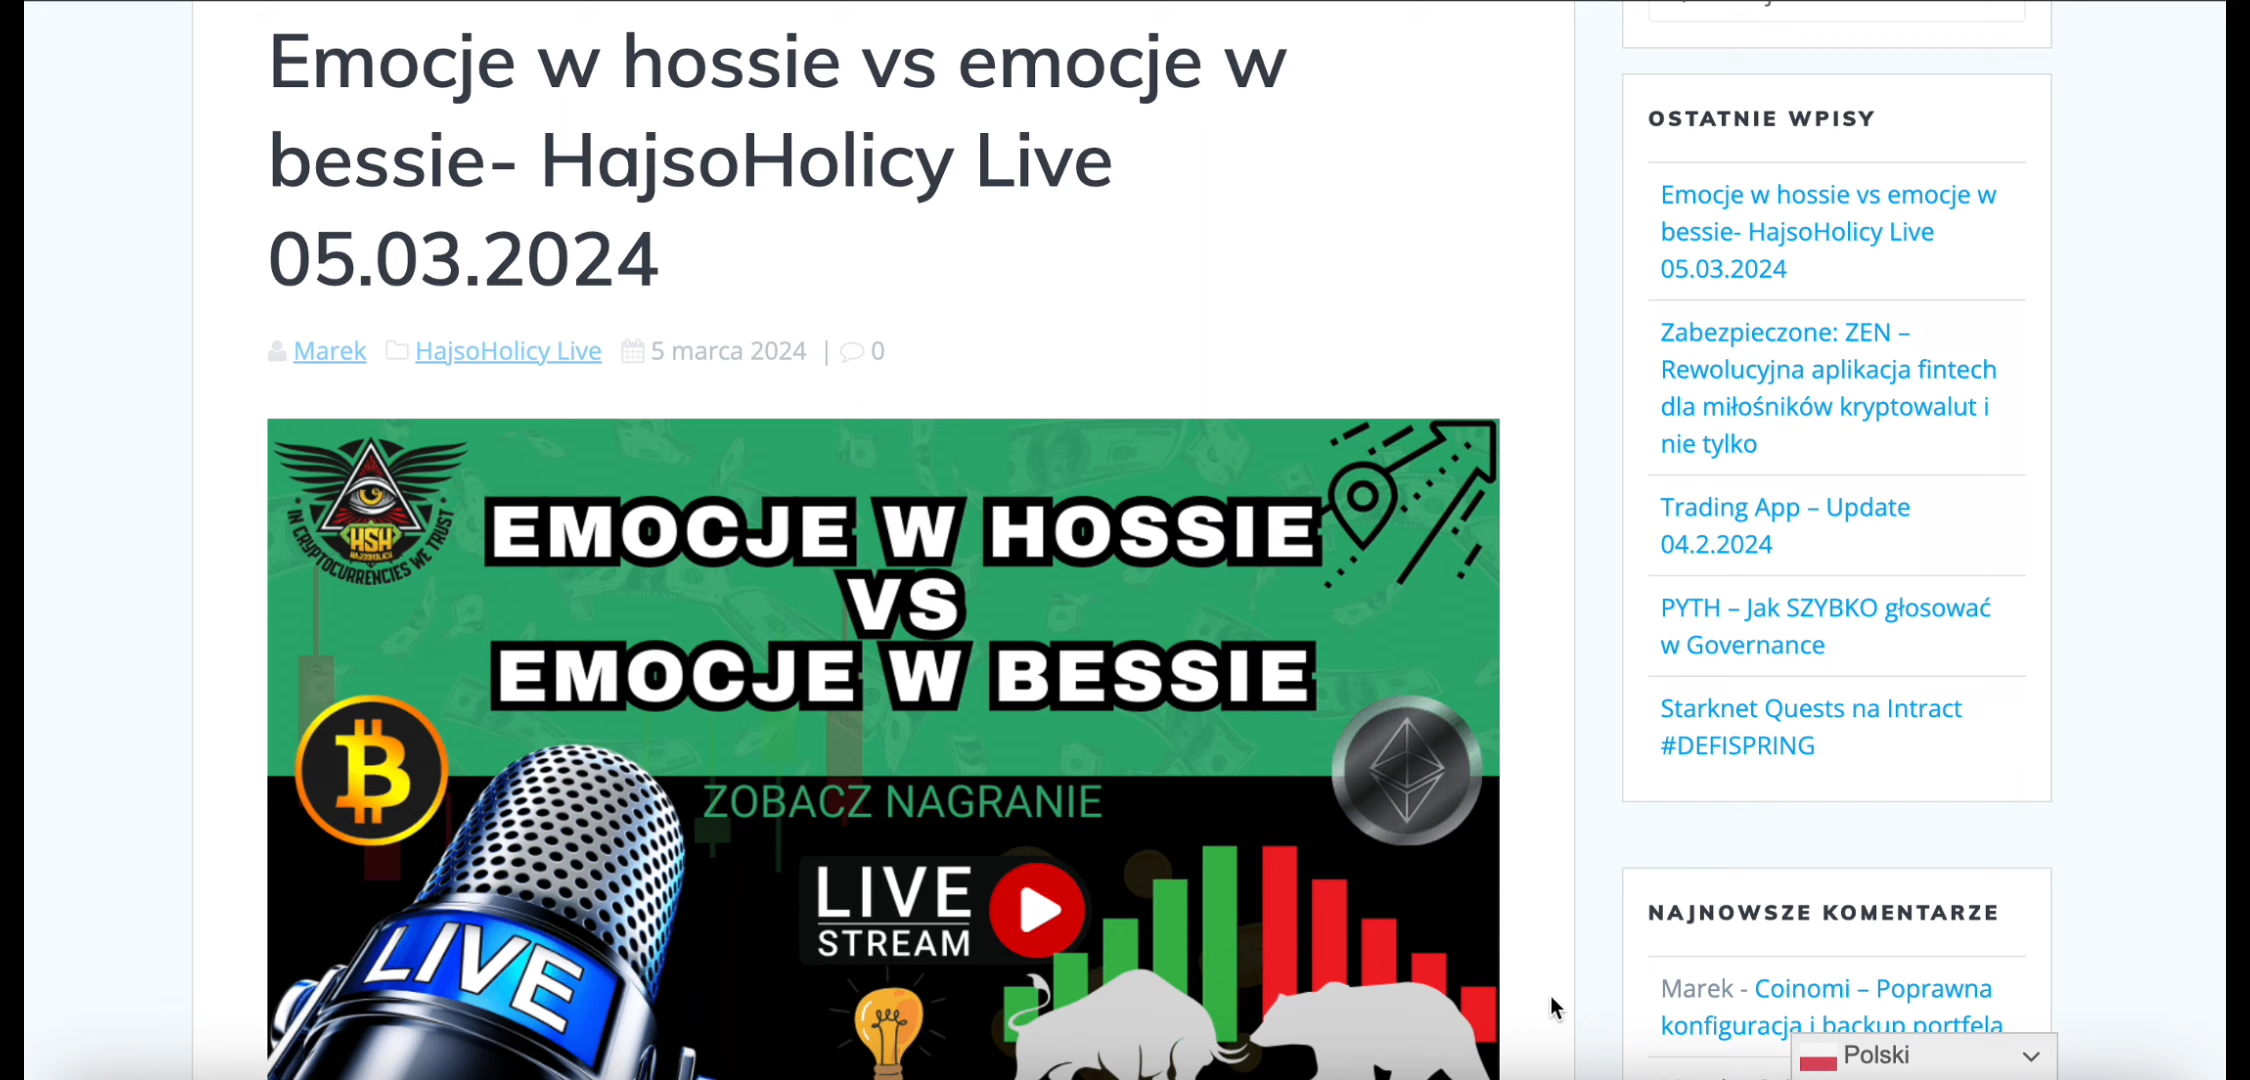 Emocje w hossie vs emocje w
bessie- HajsoHolicy Live
05.03.2024
Marek HajsoHolicy Live 5 marca 2024 | 0
IN CRYPTOCURRENCIES WE TRUST
HSH
HAJSOHOLICY
EMOCJE W HOSSIE
VS
EMOCJE W BESSIE
ZOBACZ NAGRANIE
LIVE
STREAM
LIVE
OSTATNIE WPISY
Emocje w hossie vs emocje w
bessie- HajsoHolicy Live
05.03.2024
Zabezpieczone: ZEN –
Rewolucyjna aplikacja fintech
dla miłośników kryptowalut i
nie tylko
Trading App – Update
04.2.2024
PYTH – Jak SZYBKO głosować
w Governance
Starknet Quests na Intract
#DEFISPRING
NAJNOWSZE KOMENTARZE
Marek - Coinomi – Poprawna
konfiguracja i backup portfela
Polski